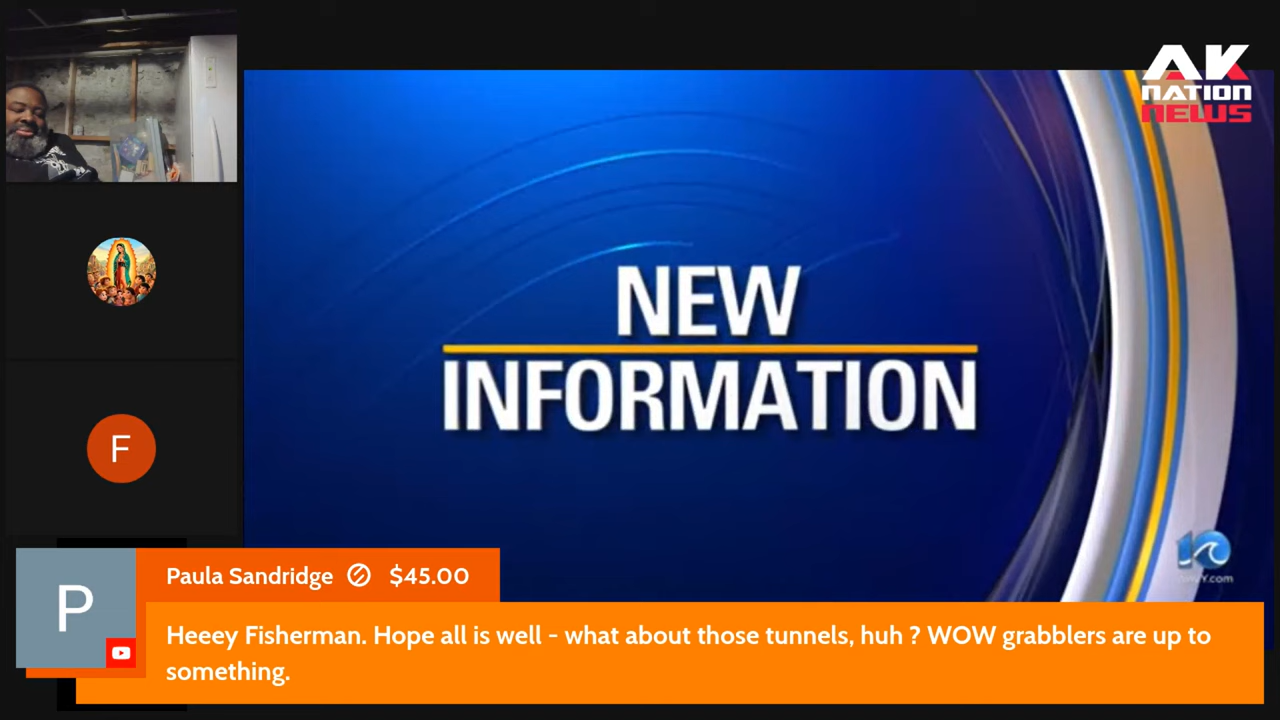 AK
NATION
NEWS
NEW
INFORMATION
F
10
P
Paula Sandridge $45.00
Heeey Fisherman. Hope all is well - what about those tunnels, huh ? WOW grabblers are up to
something.